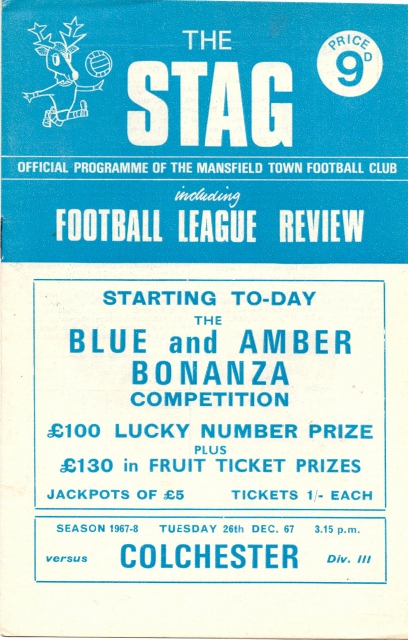 THE
PRICE
9D
STAG
OFFICIAL PROGRAMME OF THE MANSFIELD TOWN FOOTBALL CLUB
including
FOOTBALL LEAGUE REVIEW
STARTING TO-DAY
THE
BLUE and AMBER
BONANZA
COMPETITION
£100 LUCKY NUMBER PRIZE
PLUS
£130 in FRUIT TICKET PRIZES
JACKPOTS OF £5 TICKETS 1/- EACH
SEASON 1967-8 TUESDAY 26th DEC. 67 3.15 p.m.
versus COLCHESTER Div. III